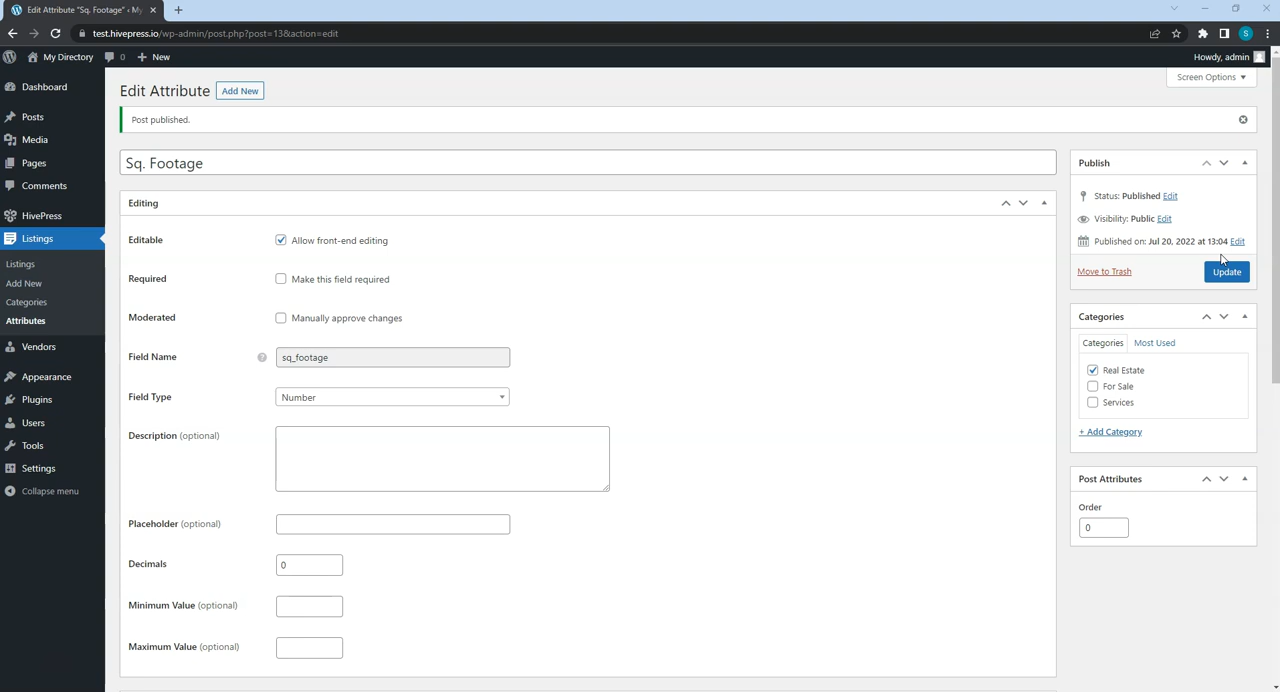 Edit Attribute "Sq. Footage" ‹ My
test.hivepress.io/wp-admin/post.php?post=13&action=edit
S
My Directory
0
New
Howdy, admin
Screen Options
Dashboard
Posts
Media
Pages
Comments
HivePress
Listings
Listings
Add New
Categories
Attributes
Vendors
Appearance
Plugins
Users
Tools
Settings
Collapse menu
Edit Attribute Add New
Post published.
Sq. Footage
Editing
Editable
Allow front-end editing
Required
Make this field required
Moderated
Manually approve changes
Field Name
?
sq_footage
Field Type
Number
Description (optional)
Placeholder (optional)
Decimals
0
Minimum Value (optional)
Maximum Value (optional)
Publish
Status: Published Edit
Visibility: Public Edit
Published on: Jul 20, 2022 at 13:04 Edit
Move to Trash
Update
Categories
Categories
Most Used
Real Estate
For Sale
Services
+ Add Category
Post Attributes
Order
0